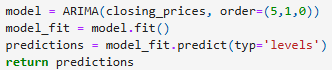 model = ARIMA(closing_prices, order=(5,1,0))
model_fit = model.fit()
predictions = model_fit.predict(typ='levels')
return predictions